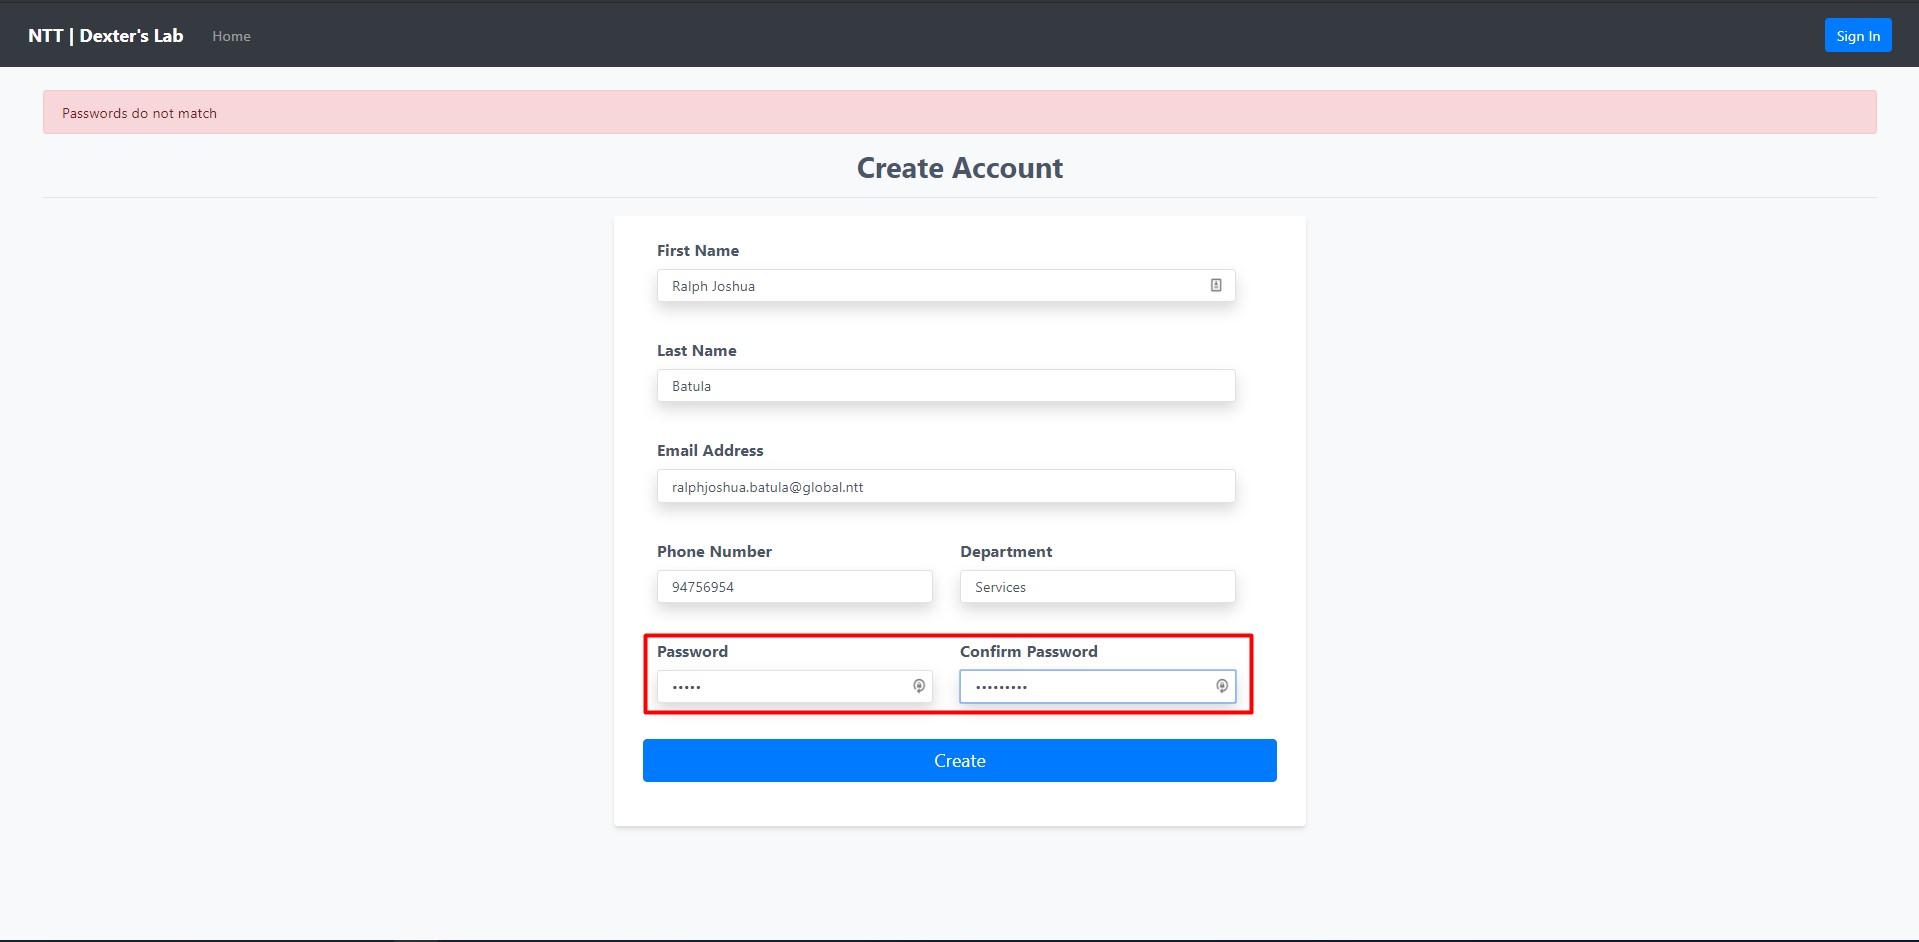 NTT | Dexter's Lab Home Sign In
Passwords do not match
Create Account
First Name
Ralph Joshua
Last Name
Batula
Email Address
ralphjoshua.batula@global.ntt
Phone Number Department
94756954 Services
Password Confirm Password
••••• •••••••••
Create